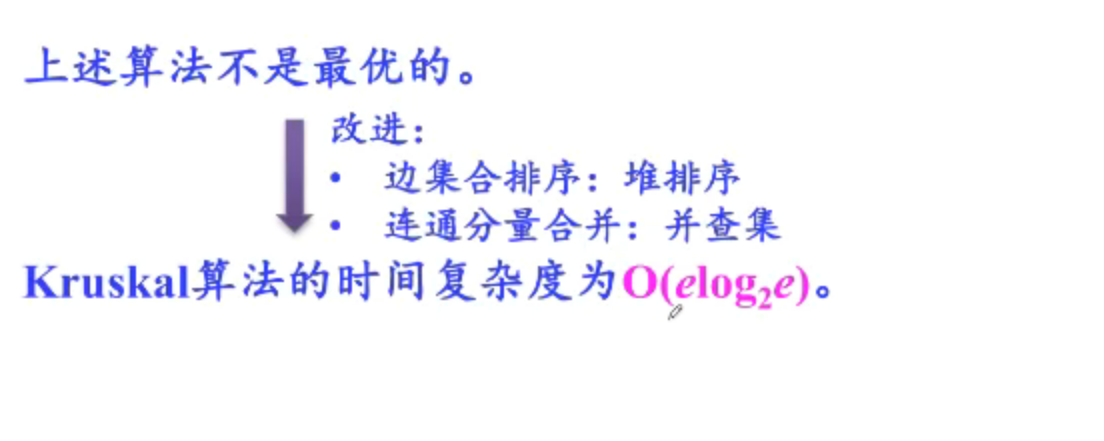 上述算法不是最优的。
改进：
• 边集合排序：堆排序
• 连通分量合并：并查集
Kruskal算法的时间复杂度为O(elog₂e)。